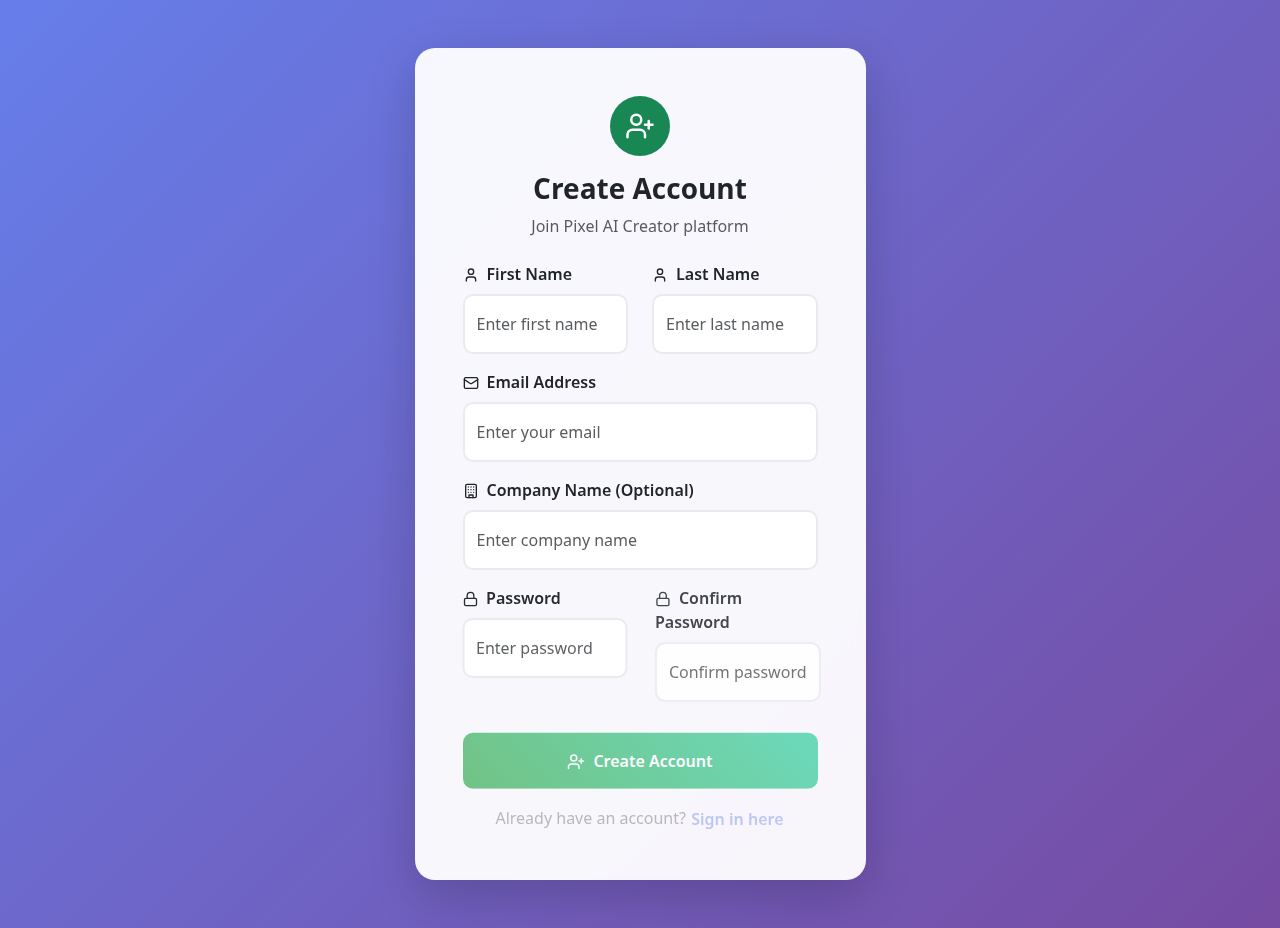 Create Account
Join Pixel AI Creator platform
First Name
Last Name
Enter first name
Enter last name
Email Address
Enter your email
Company Name (Optional)
Enter company name
Password
Confirm
Password
Enter password
Confirm password
Create Account
Already have an account? Sign in here